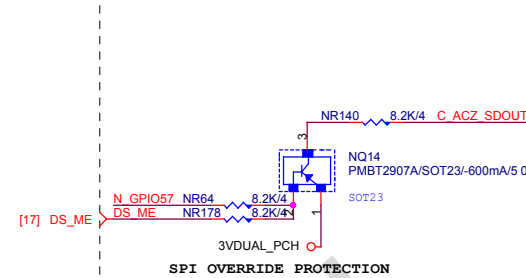 NR140 8.2K/4 C_ACZ_SDOUT
3
NQ14
PMBT2907A/SOT23/-600mA/5 0
SOT23
N_GPIO57 NR64 8.2K/4
[17] DS_ME DS_ME NR178 8.2K/4
2 1
3VDUAL_PCH
SPI OVERRIDE PROTECTION